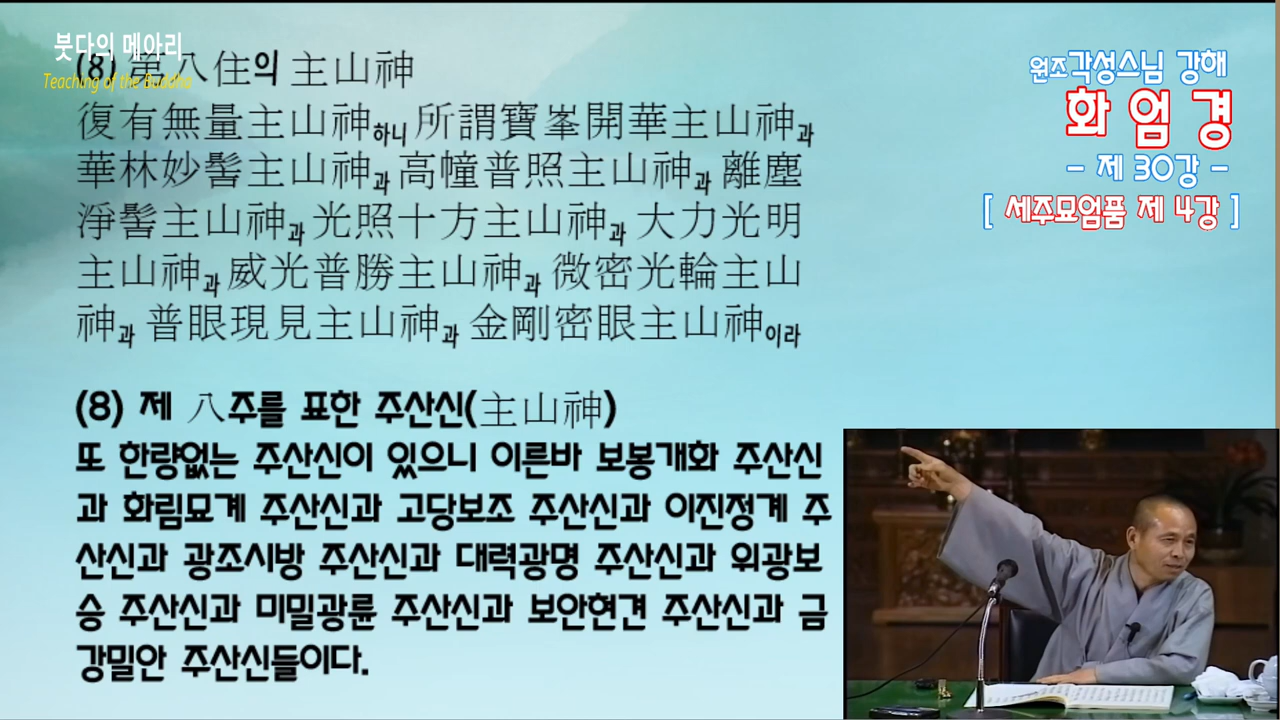 붓다의 메아리
Teaching of the Buddha
(8) 第八住의 主山神
復有無量主山神하니 所謂寶峯開華主山神과
華林妙髻主山神과 高幢普照主山神과 離塵
淨髻主山神과 光照十方主山神과 大力光明
主山神과 威光普勝主山神과 微密光輪主山
神과 普眼現見主山神과 金剛密眼主山神이라
(8) 제 八주를 표한 주산신(主山神)
또 한량없는 주산신이 있으니 이른바 보봉개화 주산신
과 화림묘계 주산신과 고당보조 주산신과 이진정계 주
산신과 광조시방 주산신과 대력광명 주산신과 위광보
승 주산신과 미밀광륜 주산신과 보안현견 주산신과 금
강밀안 주산신들이다.
원조각성스님 강해
화엄경
- 제 30강 -
[ 세주묘엄품 제 4강 ]